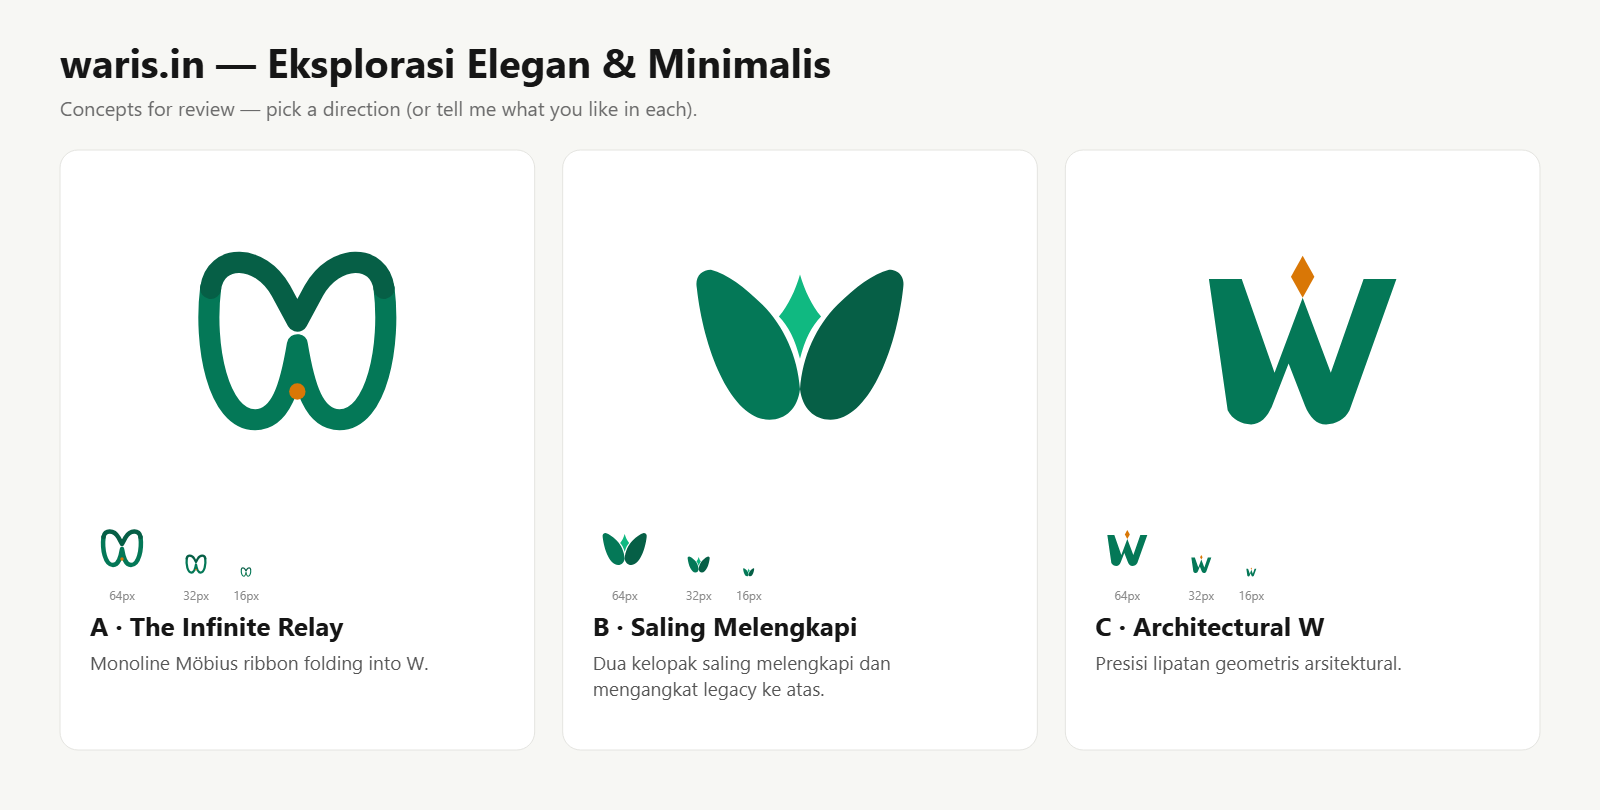 waris.in — Eksplorasi Elegan & Minimalis
Concepts for review — pick a direction (or tell me what you like in each).
64px 32px 16px
A · The Infinite Relay
Monoline Möbius ribbon folding into W.
64px 32px 16px
B · Saling Melengkapi
Dua kelopak saling melengkapi dan
mengangkat legacy ke atas.
64px 32px 16px
C · Architectural W
Presisi lipatan geometris arsitektural.